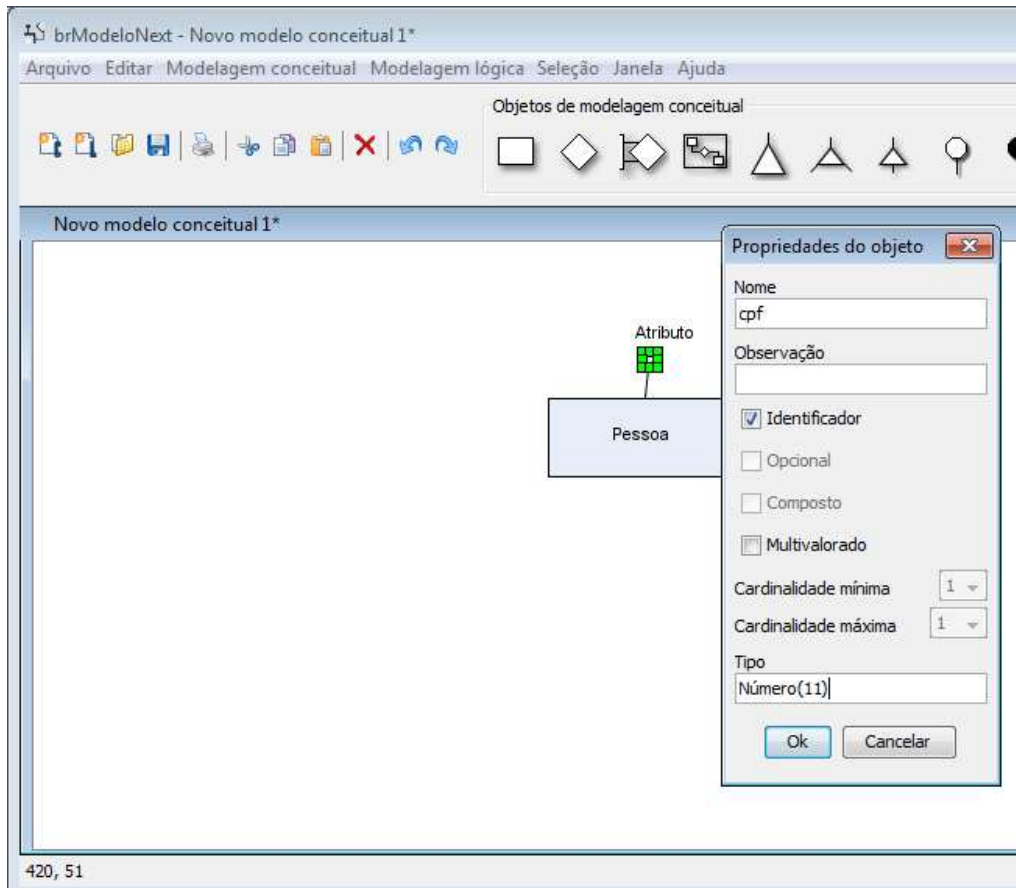 brModeloNext - Novo modelo conceitual 1*
Arquivo Editar Modelagem conceitual Modelagem lógica Seleção Janela Ajuda
Objetos de modelagem conceitual
Novo modelo conceitual 1*
Propriedades do objeto
Nome
cpf
Atributo
Observação
Pessoa
Identificador
Opcional
Composto
Multivalorado
Cardinalidade mínima 1
Cardinalidade máxima 1
Tipo
Número(11)
Ok Cancelar
420, 51